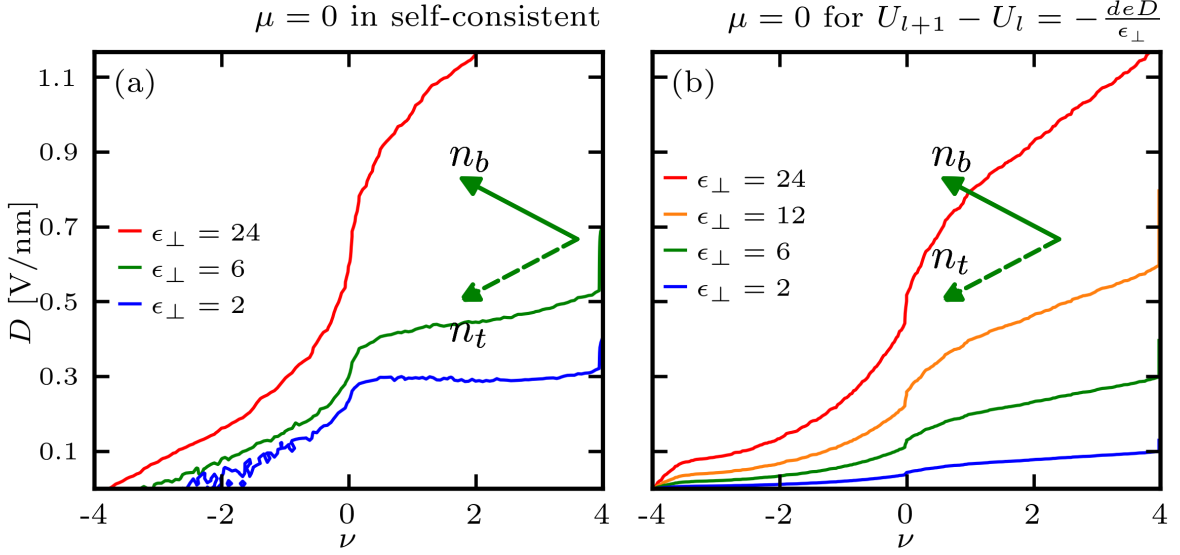 μ = 0 in self-consistent
μ = 0 for U_{l+1} − U_l = −\frac{deD}{ϵ_⊥}
(a)
D [V/nm]
1.1
0.9
0.7
0.5
0.3
0.1
-4
-2
0
2
4
ν
ϵ_⊥ = 24
ϵ_⊥ = 6
ϵ_⊥ = 2
n_b
n_t
(b)
ϵ_⊥ = 24
ϵ_⊥ = 12
ϵ_⊥ = 6
ϵ_⊥ = 2
n_b
n_t
-4
-2
0
2
4
ν